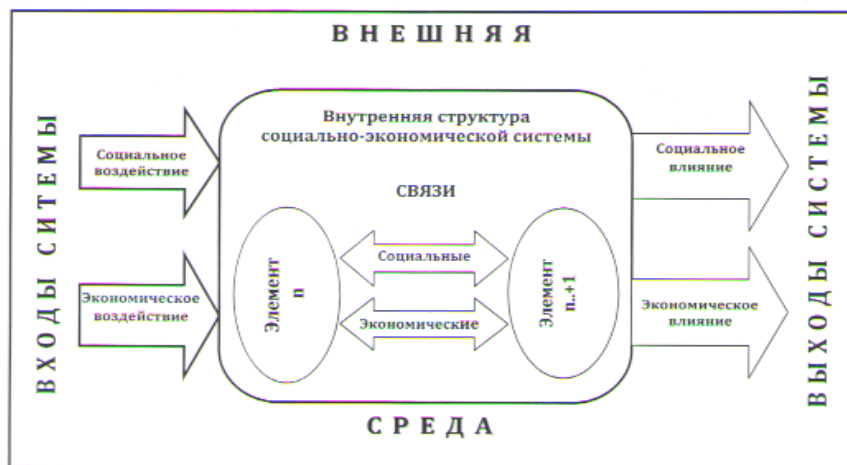 ВНЕШНЯЯ
ВХОДЫ СИТЕМЫ
Социальное
воздействие
Экономическое
воздействие
Внутренняя структура
социально-экономической системы
СВЯЗИ
Элемент
n
Социальные
Экономические
Элемент
n..+1
Социальное
влияние
Экономическое
влияние
ВЫХОДЫ СИСТЕМЫ
СРЕДА